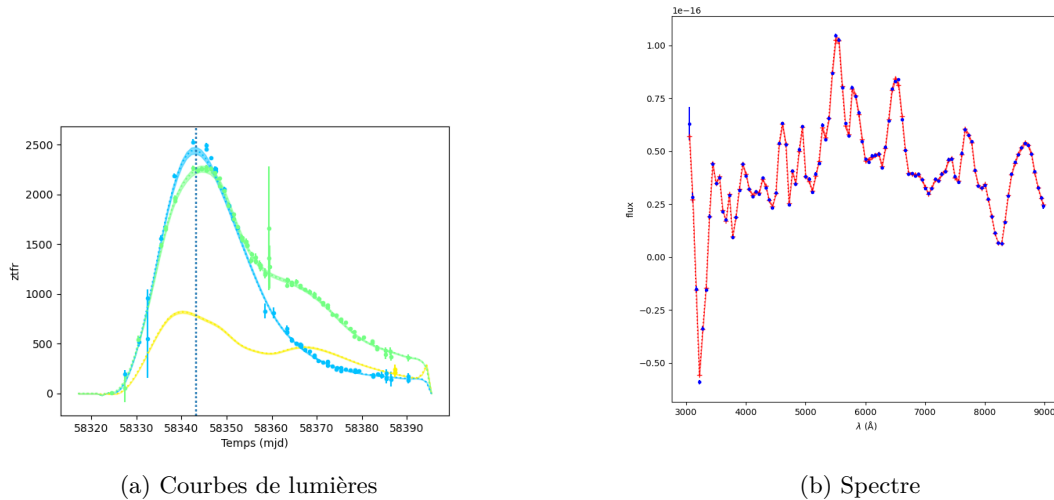 2500
2000
1500
1000
500
0
ztfr
58320 58330 58340 58350 58360 58370 58380 58390
Temps (mjd)
(a) Courbes de lumières
1e−16
1.00
0.75
0.50
0.25
0.00
−0.25
−0.50
flux
3000 4000 5000 6000 7000 8000 9000
λ (Å)
(b) Spectre